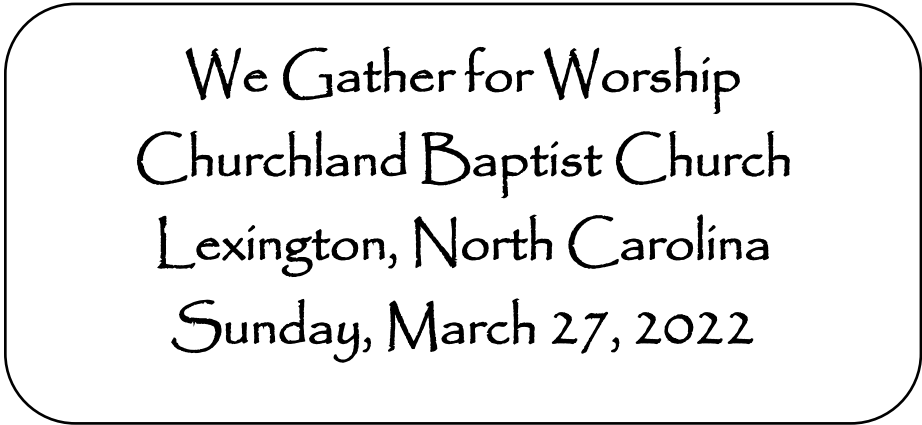 We Gather for Worship
Churchland Baptist Church
Lexington, North Carolina
Sunday, March 27, 2022